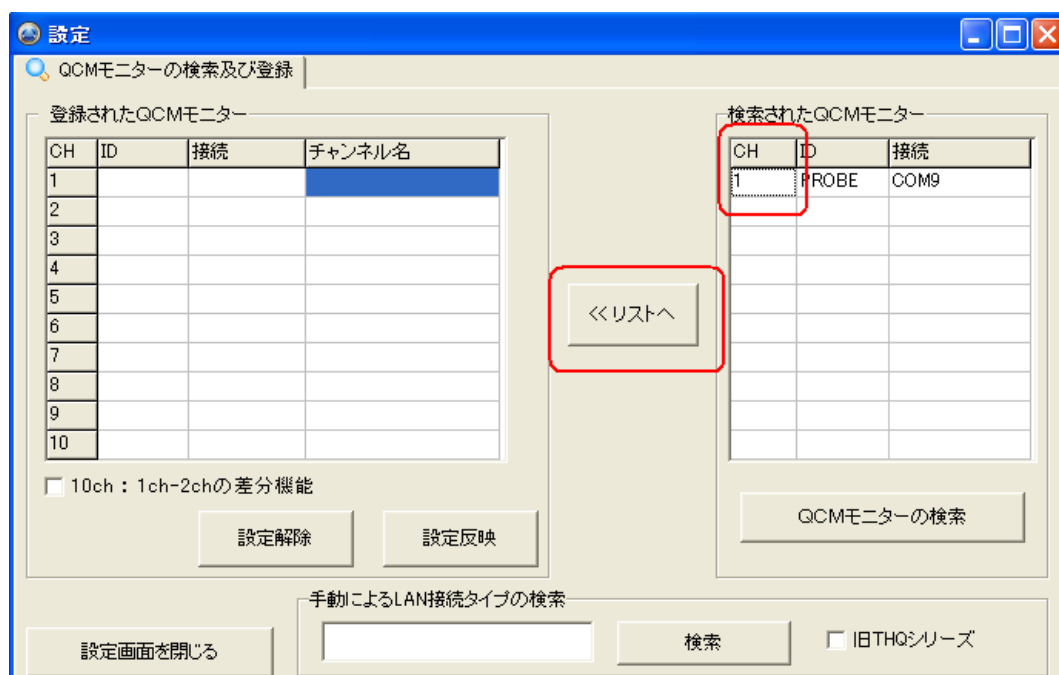 設定
QCMモニターの検索及び登録
登録されたQCMモニター
CH ID 接続 チャンネル名
1
2
3
4
5
6
7
8
9
10
10ch：1ch-2chの差分機能
設定解除 設定反映
<<リストへ
検索されたQCMモニター
CH ID 接続
1 PROBE COM9
QCMモニターの検索
手動によるLAN接続タイプの検索
設定画面を閉じる
検索
旧THQシリーズ